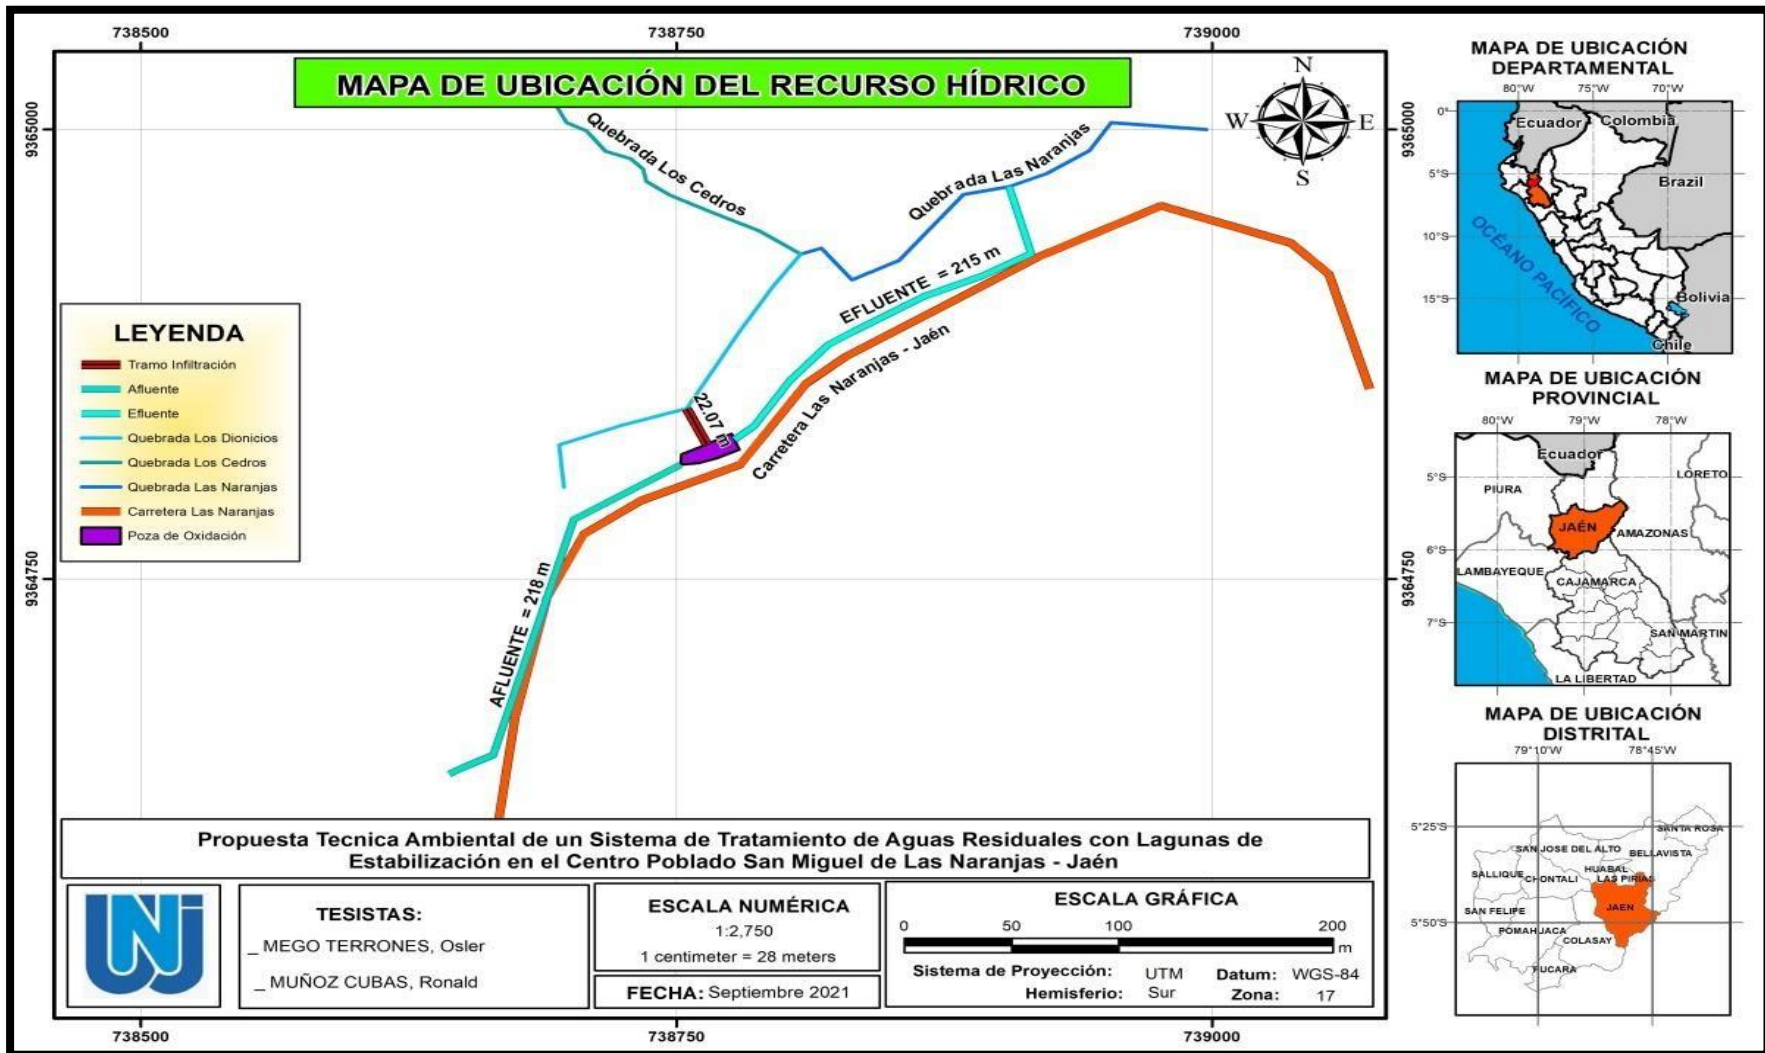 738500
738750
739000
9365000
9365000
MAPA DE UBICACIÓN DEL RECURSO HÍDRICO
N
W
E
S
Quebrada Los Cedros
Quebrada Las Naranjas
EFLUENTE = 215 m
Carretera Las Naranjas - Jaén
22.07 m
AFLUENTE = 218 m
LEYENDA
Tramo Infiltración
Afluente
Efluente
Quebrada Los Dionicios
Quebrada Los Cedros
Quebrada Las Naranjas
Carretera Las Naranjas
Poza de Oxidación
9364750
9364750
Propuesta Tecnica Ambiental de un Sistema de Tratamiento de Aguas Residuales con Lagunas de
Estabilización en el Centro Poblado San Miguel de Las Naranjas - Jaén
UNJ
TESISTAS:
_ MEGO TERRONES, Osler
_ MUÑOZ CUBAS, Ronald
ESCALA NUMÉRICA
1:2,750
1 centimeter = 28 meters
FECHA: Septiembre 2021
ESCALA GRÁFICA
0 50 100 200
m
Sistema de Proyección: UTM Datum: WGS-84
Hemisferio: Sur Zona: 17
738500
738750
739000
MAPA DE UBICACIÓN
DEPARTAMENTAL
80°W 75°W 70°W
0°
5°S
10°S
15°S
Ecuador
Colombia
Brazil
OCÉANO PACÍFICO
Bolivia
Chile
MAPA DE UBICACIÓN
PROVINCIAL
80°W 79°W 78°W
5°S
6°S
7°S
Ecuador
LORETO
PIURA
JAÉN
AMAZONAS
LAMBAYEQUE
CAJAMARCA
SAN MARTIN
LA LIBERTAD
MAPA DE UBICACIÓN
DISTRITAL
79°10'W 78°45'W
5°25'S
5°50'S
SANTA ROSA
SAN JOSE DEL ALTO
BELLAVISTA
HUABAL
SALLIQUE
CHONTALI
LAS PIRIAS
SAN FELIPE
JAEN
POMAHUACA
COLASAY
PUCARA